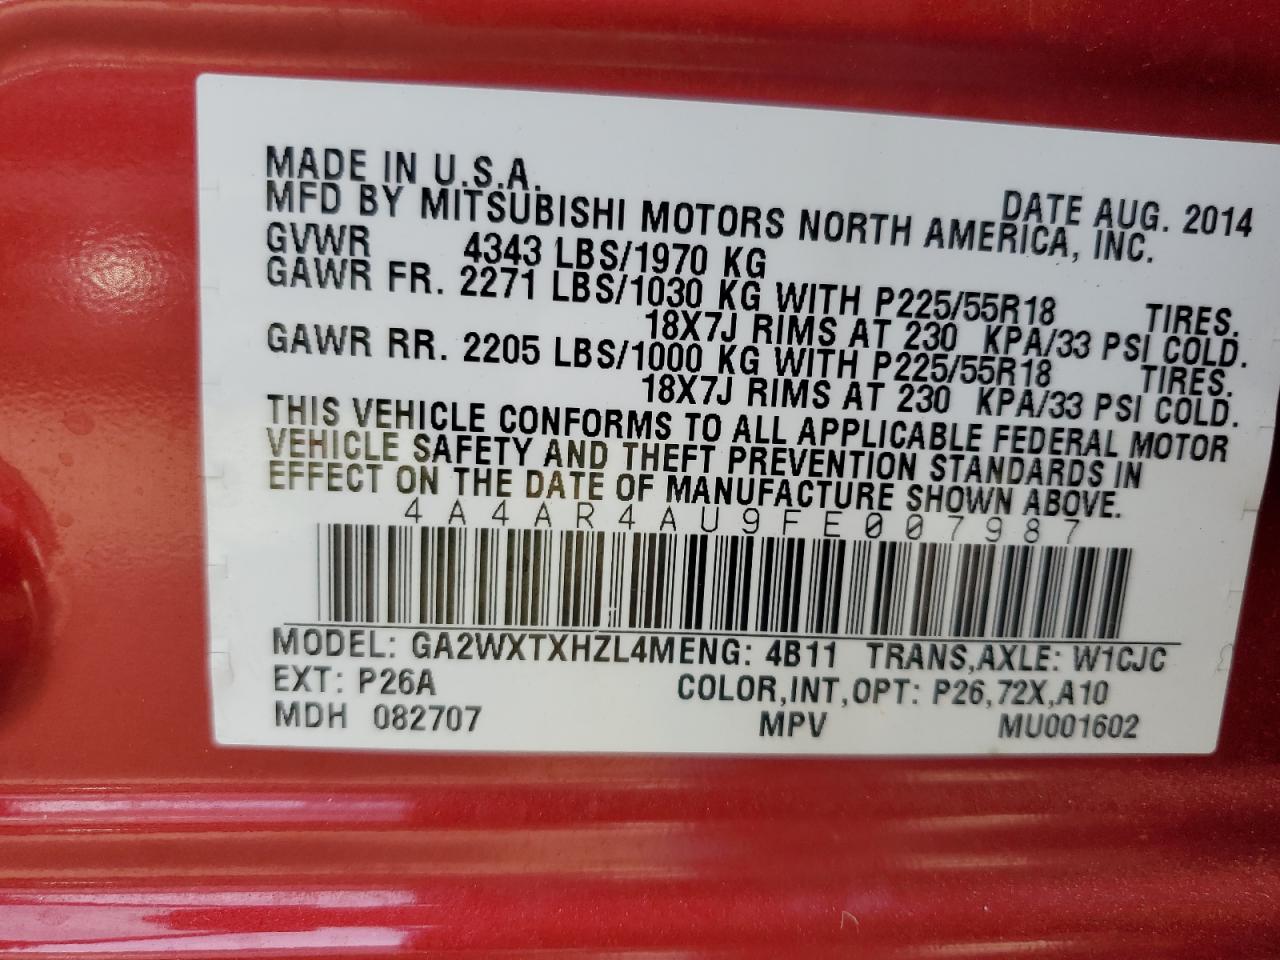 MADE IN U.S.A. DATE AUG. 2014
MFD BY MITSUBISHI MOTORS NORTH AMERICA, INC.
GVWR 4343 LBS/1970 KG
GAWR FR. 2271 LBS/1030 KG WITH P225/55R18 TIRES.
18X7J RIMS AT 230 KPA/33 PSI COLD.
GAWR RR. 2205 LBS/1000 KG WITH P225/55R18 TIRES.
18X7J RIMS AT 230 KPA/33 PSI COLD.
THIS VEHICLE CONFORMS TO ALL APPLICABLE FEDERAL MOTOR
VEHICLE SAFETY AND THEFT PREVENTION STANDARDS IN
EFFECT ON THE DATE OF MANUFACTURE SHOWN ABOVE.
4A4AR4AU9FE007987
MODEL: GA2WXTXHZL4MENG: 4B11 TRANS,AXLE: W1CJC
EXT: P26A COLOR,INT,OPT: P26,72X,A10
MDH 082707 MPV MU001602